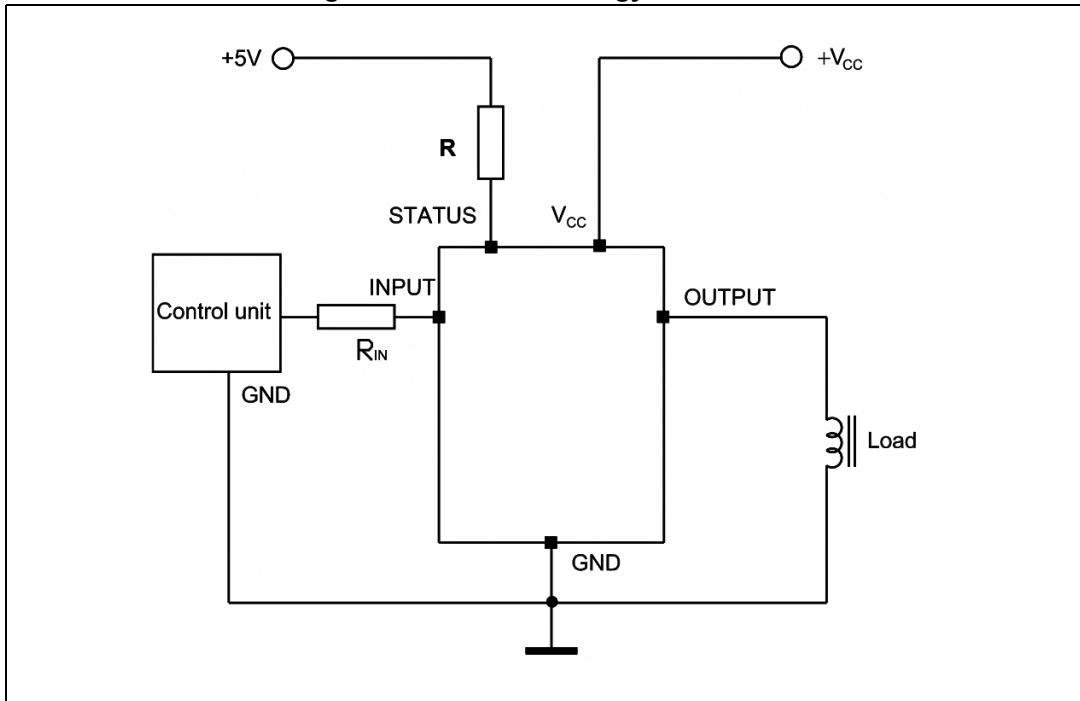 +5V
+VCC
R
STATUS
VCC
INPUT
OUTPUT
Control unit
RIN
GND
Load
GND